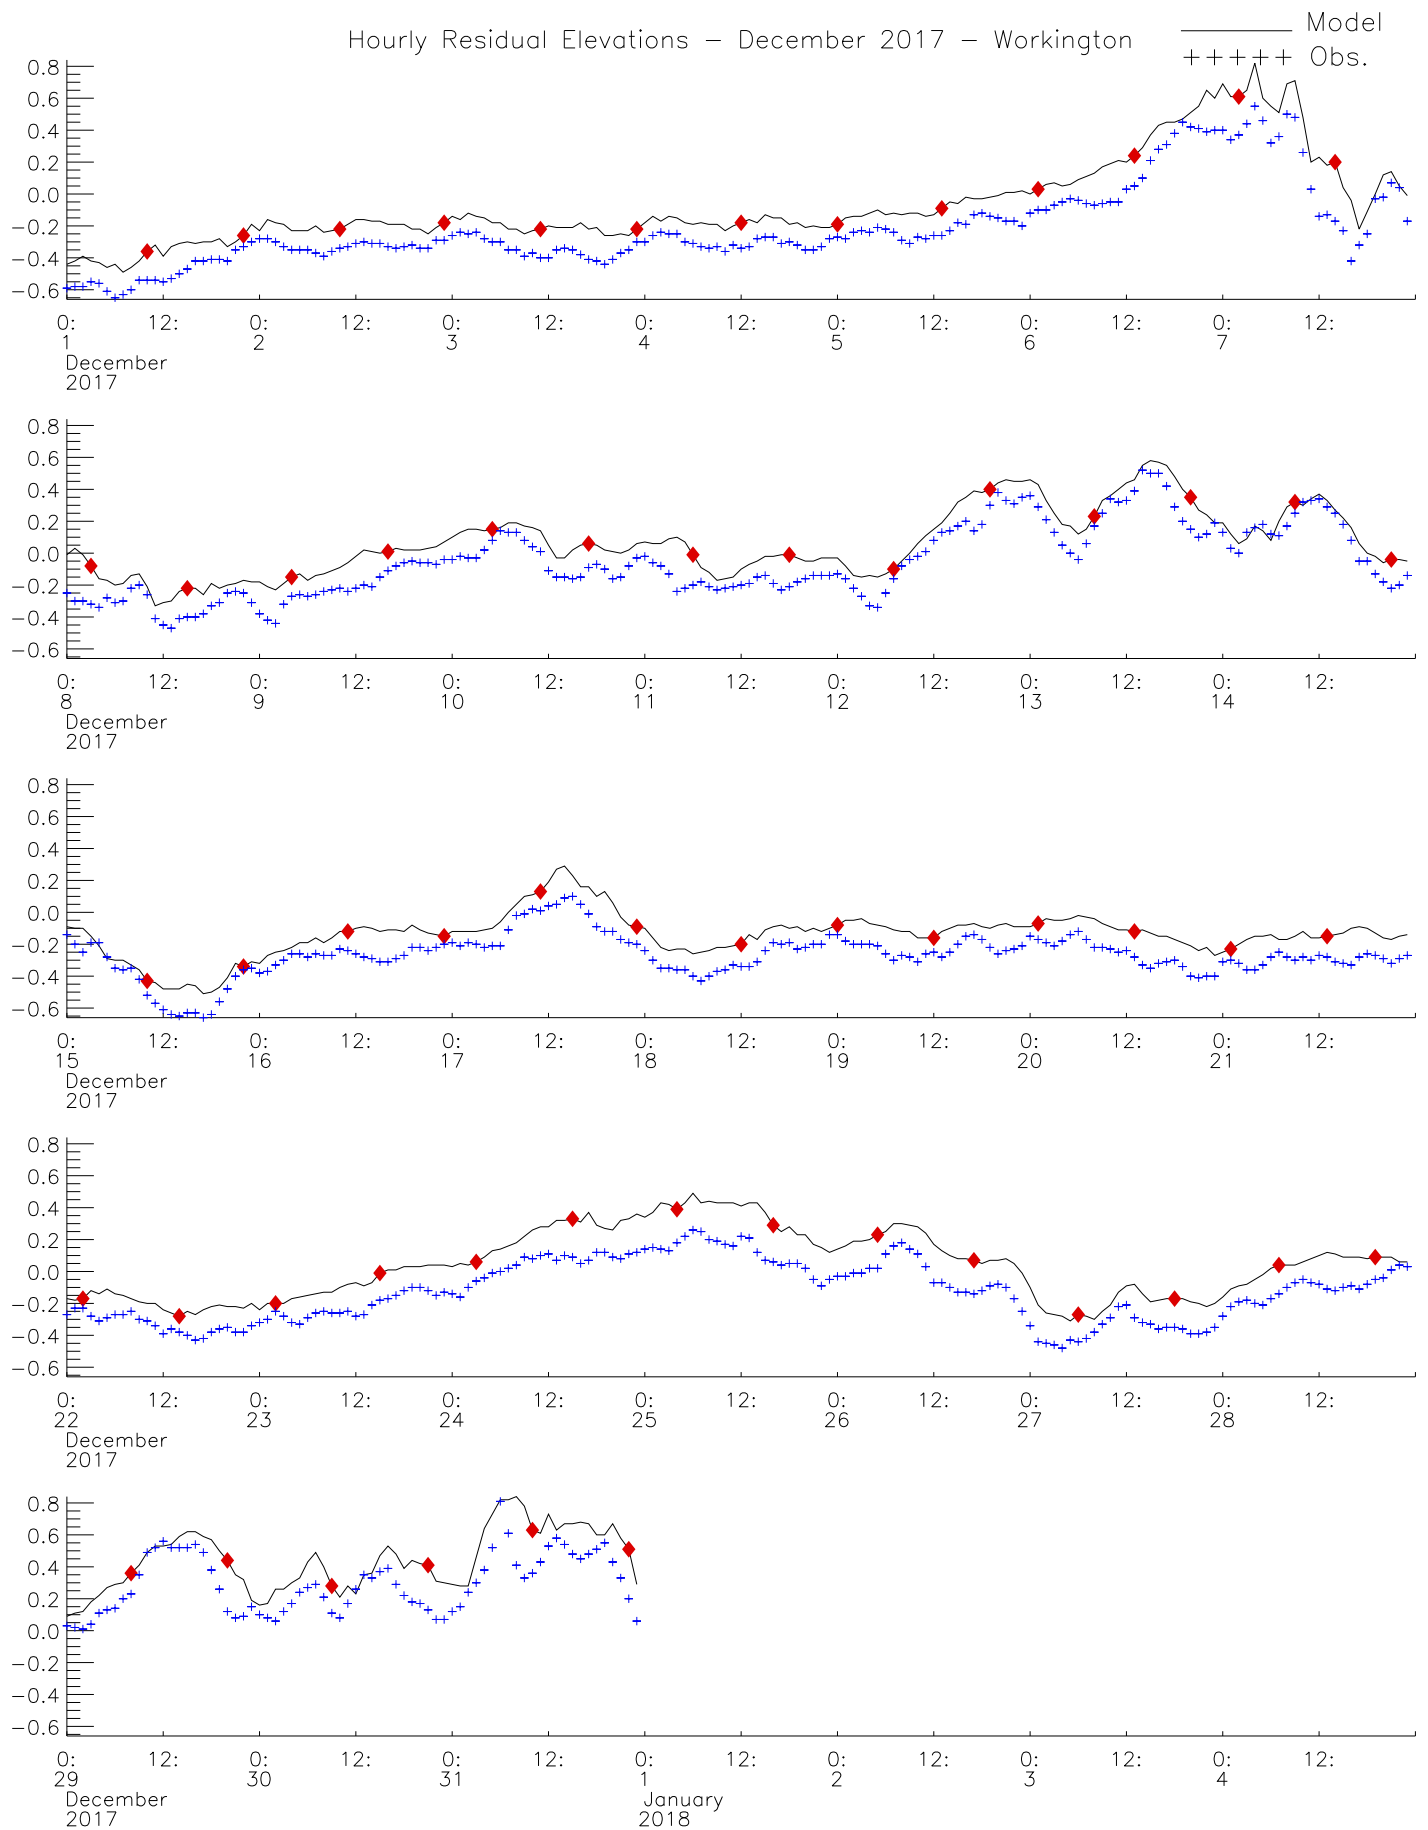 Hourly Residual Elevations − December 2017 − Workington
Model
+ + + + + Obs.
0.8
0.6
0.4
0.2
0.0
−0.2
−0.4
−0.6
0: 12: 0: 12: 0: 12: 0: 12: 0: 12: 0: 12: 0: 12:
1 2 3 4 5 6 7
December
2017
0.8
0.6
0.4
0.2
0.0
−0.2
−0.4
−0.6
0: 12: 0: 12: 0: 12: 0: 12: 0: 12: 0: 12: 0: 12:
8 9 10 11 12 13 14
December
2017
0.8
0.6
0.4
0.2
0.0
−0.2
−0.4
−0.6
0: 12: 0: 12: 0: 12: 0: 12: 0: 12: 0: 12: 0: 12:
15 16 17 18 19 20 21
December
2017
0.8
0.6
0.4
0.2
0.0
−0.2
−0.4
−0.6
0: 12: 0: 12: 0: 12: 0: 12: 0: 12: 0: 12: 0: 12:
22 23 24 25 26 27 28
December
2017
0.8
0.6
0.4
0.2
0.0
−0.2
−0.4
−0.6
0: 12: 0: 12: 0: 12: 0: 12: 0: 12: 0: 12: 0: 12:
29 30 31 1 2 3 4
December January
2017 2018